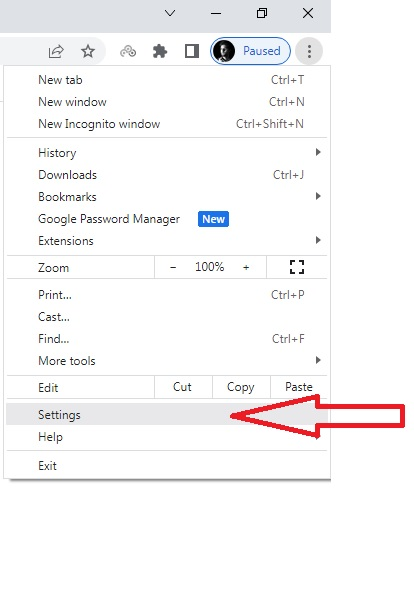 Paused
New tab Ctrl+T
New window Ctrl+N
New Incognito window Ctrl+Shift+N
History
Downloads Ctrl+J
Bookmarks
Google Password Manager New
Extensions
Zoom − 100% +
Print... Ctrl+P
Cast...
Find... Ctrl+F
More tools
Edit Cut Copy Paste
Settings
Help
Exit